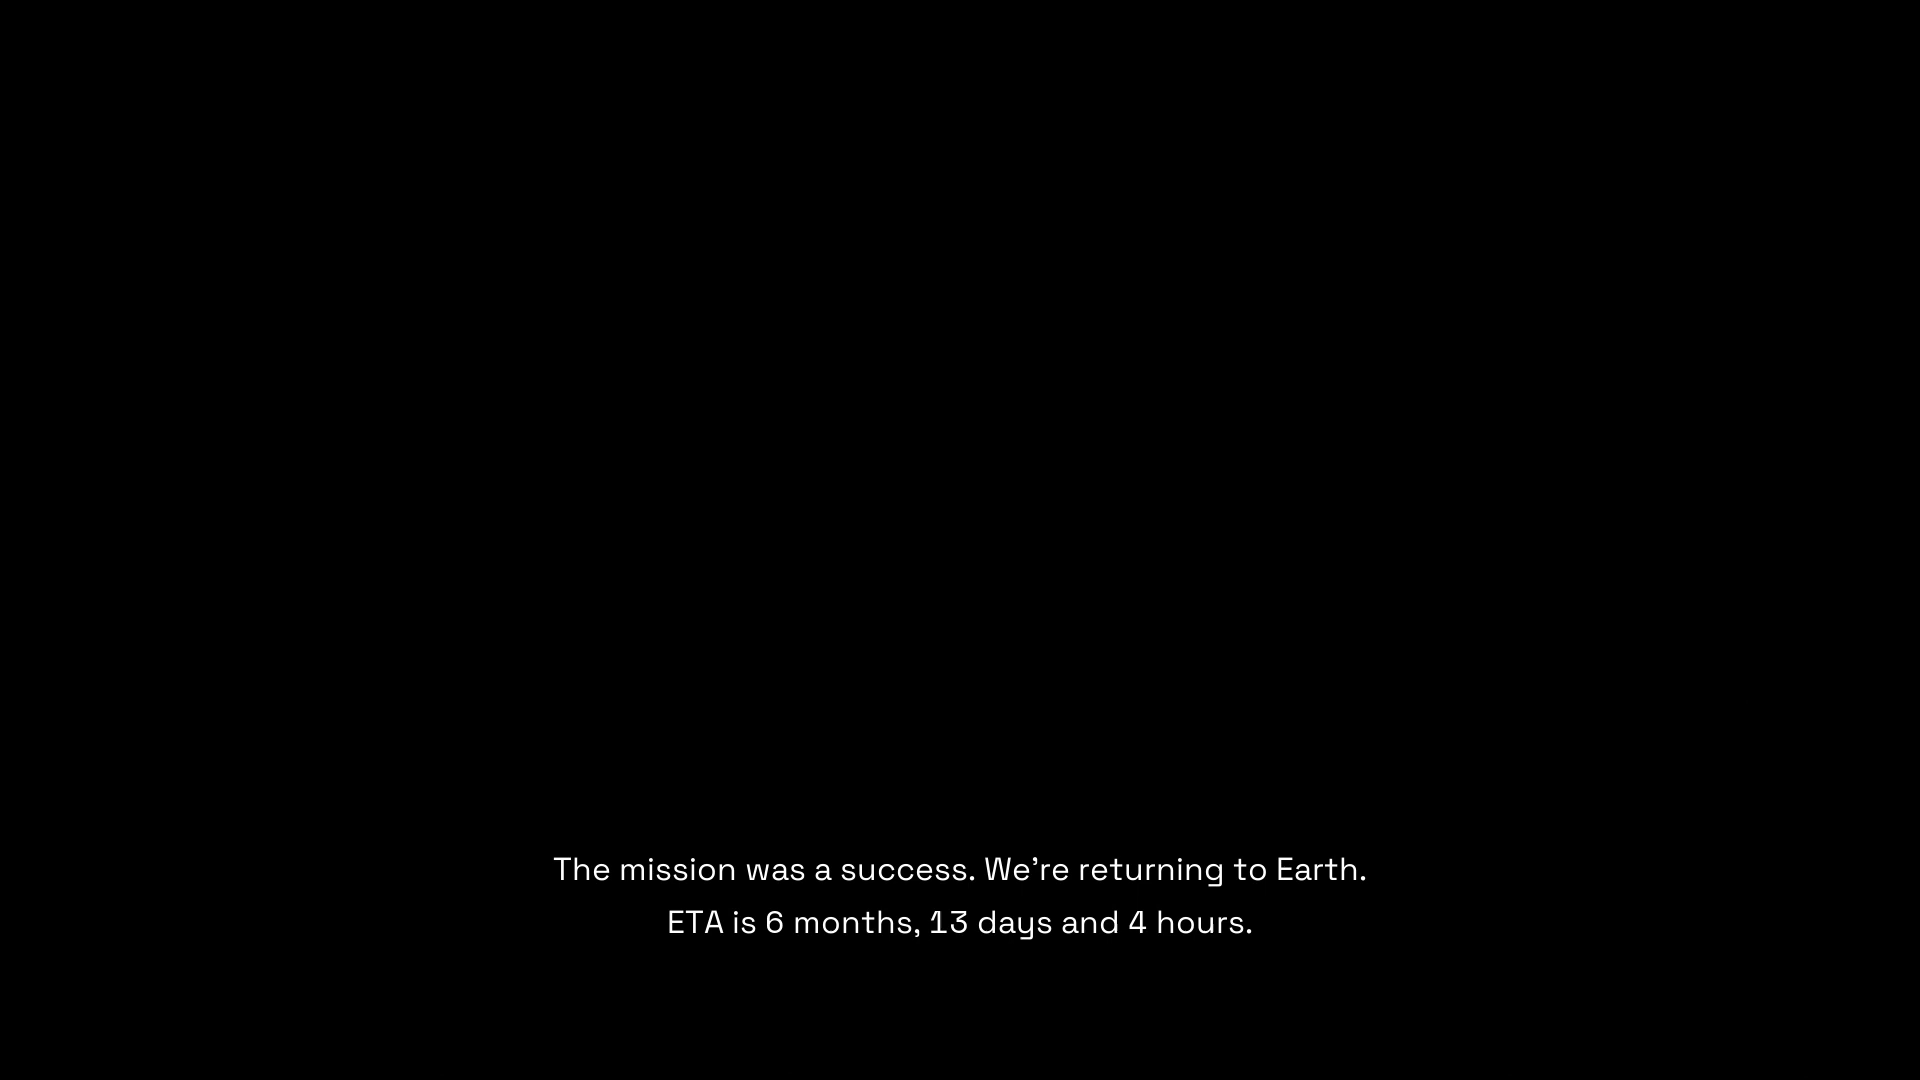 The mission was a success. We’re returning to Earth.
ETA is 6 months, 13 days and 4 hours.